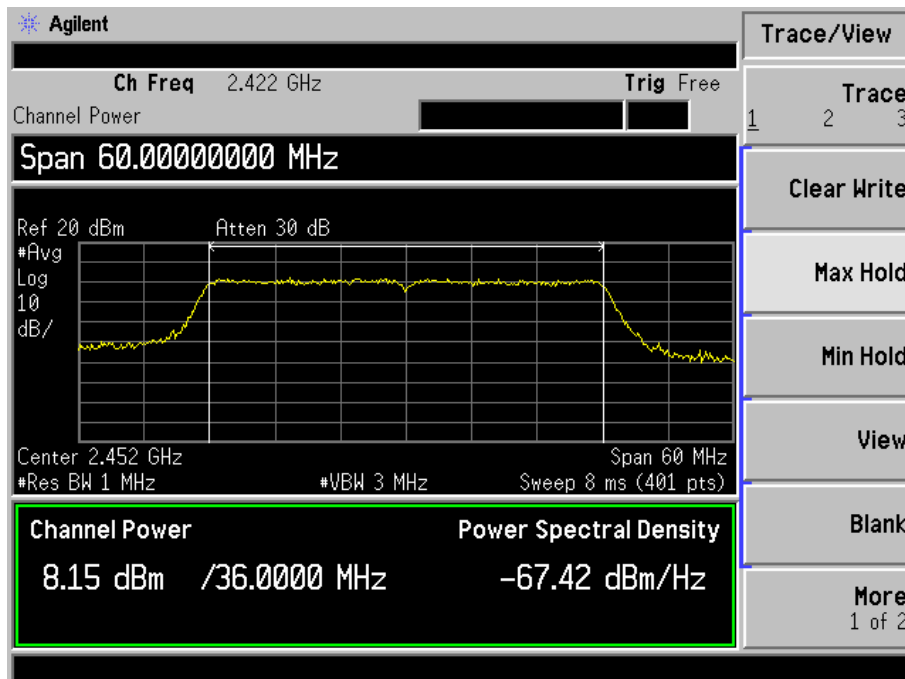 Agilent
Trace/View
Ch Freq 2.422 GHz Trig Free
Channel Power
Trace
1 2 3
Span 60.00000000 MHz
Clear Write
Ref 20 dBm Atten 30 dB
#Avg
Log
10
dB/
Max Hold
Min Hold
Center 2.452 GHz Span 60 MHz
#Res BW 1 MHz #VBW 3 MHz Sweep 8 ms (401 pts)
View
Channel Power Power Spectral Density
8.15 dBm /36.0000 MHz -67.42 dBm/Hz
Blank
More
1 of 2